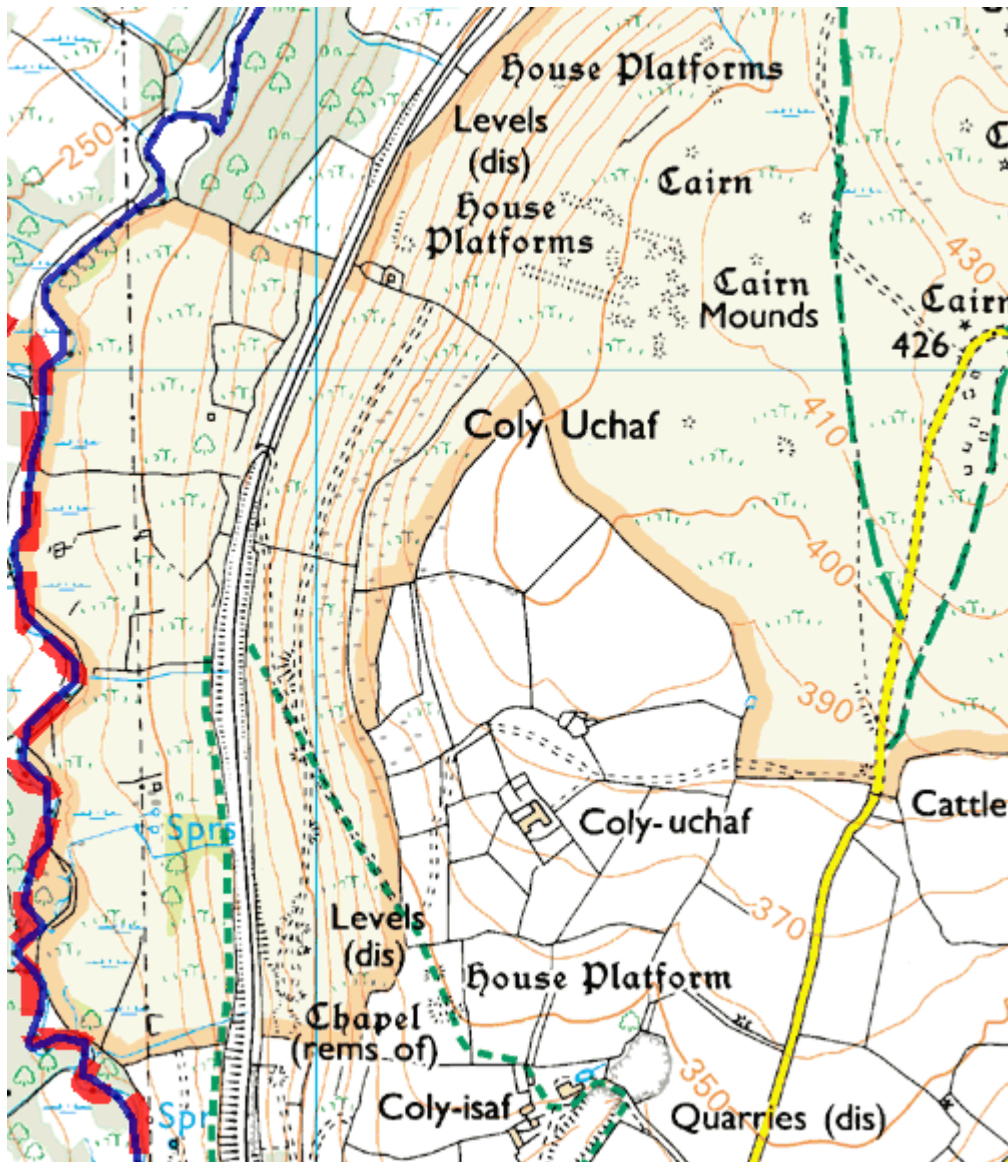 House Platforms
Levels
(dis)
250
Cairn
House
Platforms
430
Cairn
Mounds
Cairn
426
Coly Uchaf
410
400
390
Coly-uchaf
Cattle
Sprs
370
Levels
(dis)
House Platform
Chapel
(rems of)
350
Spr
Coly-isaf
Quarries (dis)